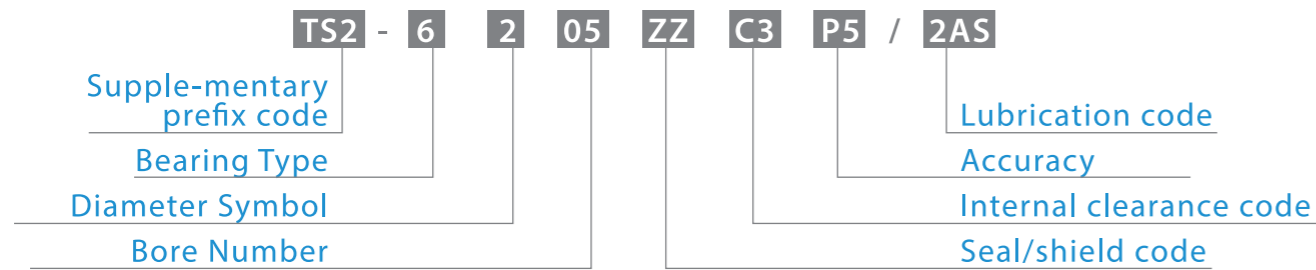 TS2 - 6 2 05 ZZ C3 P5 / 2AS
Supple-mentary
prefix code
Lubrication code
Bearing Type
Accuracy
Diameter Symbol
Internal clearance code
Bore Number
Seal/shield code